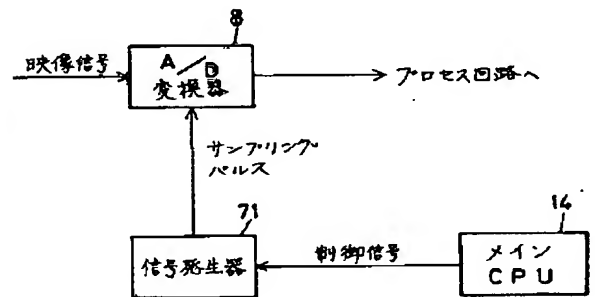 8
映像信号
A/D
変換器
プロセス回路へ
サンプリング
パルス
71
信号発生器
制御信号
14
メイン
CPU